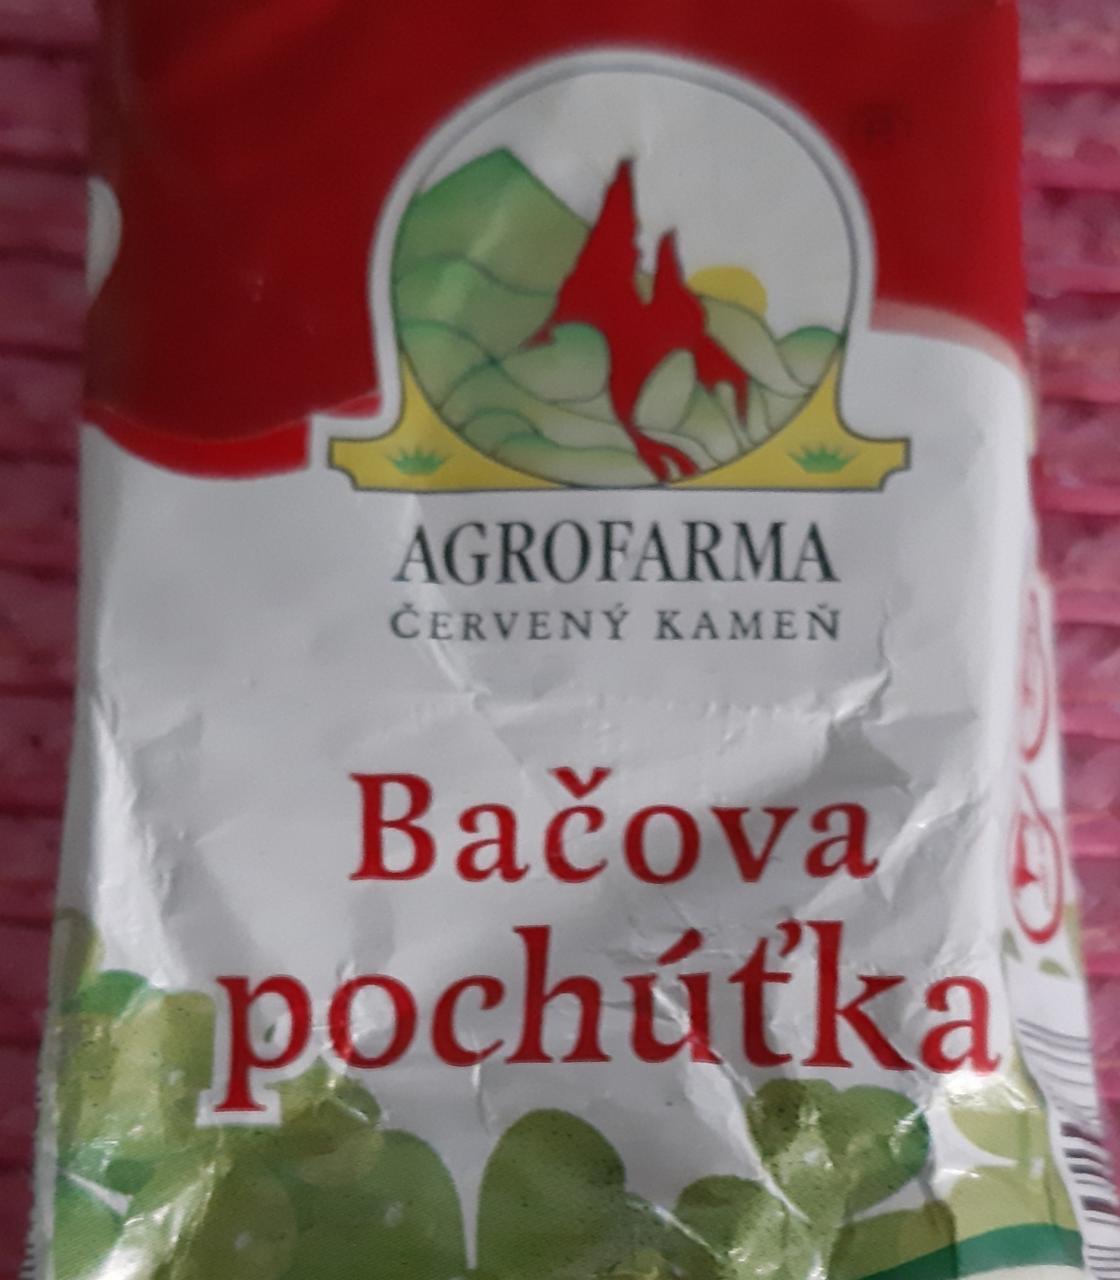 AGROFARMA
ČERVENÝ KAMEŇ
Bačova
pochúťka